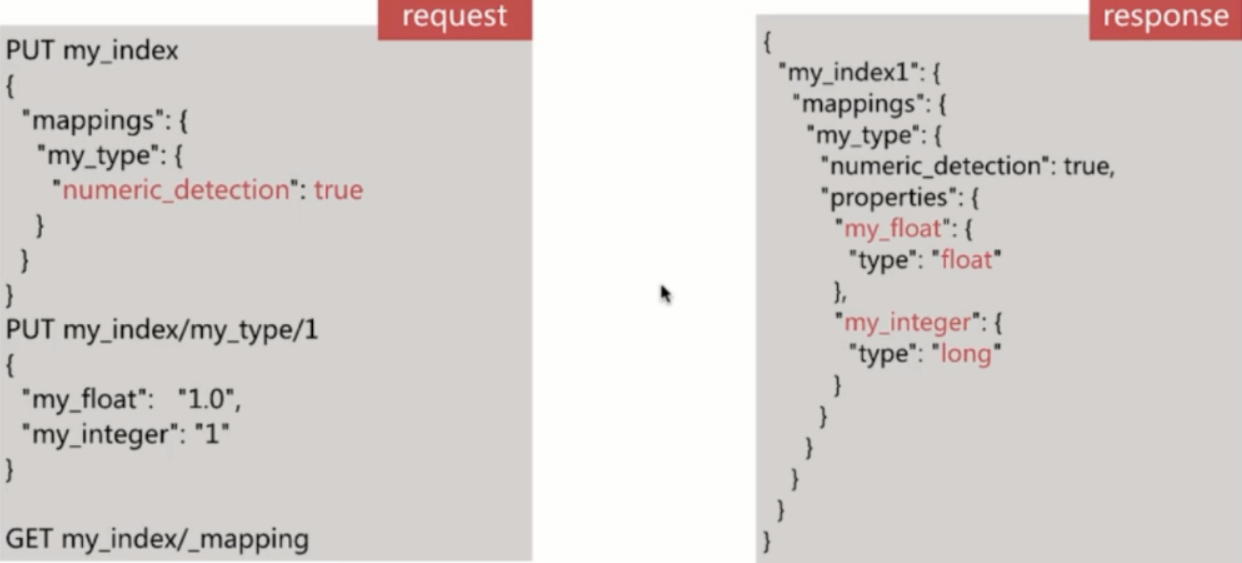 request
PUT my_index
{
"mappings": {
"my_type": {
"numeric_detection": true
}
}
}
PUT my_index/my_type/1
{
"my_float": "1.0",
"my_integer": "1"
}
GET my_index/_mapping
response
{
"my_index1": {
"mappings": {
"my_type": {
"numeric_detection": true,
"properties": {
"my_float": {
"type": "float"
},
"my_integer": {
"type": "long"
}
}
}
}
}
}